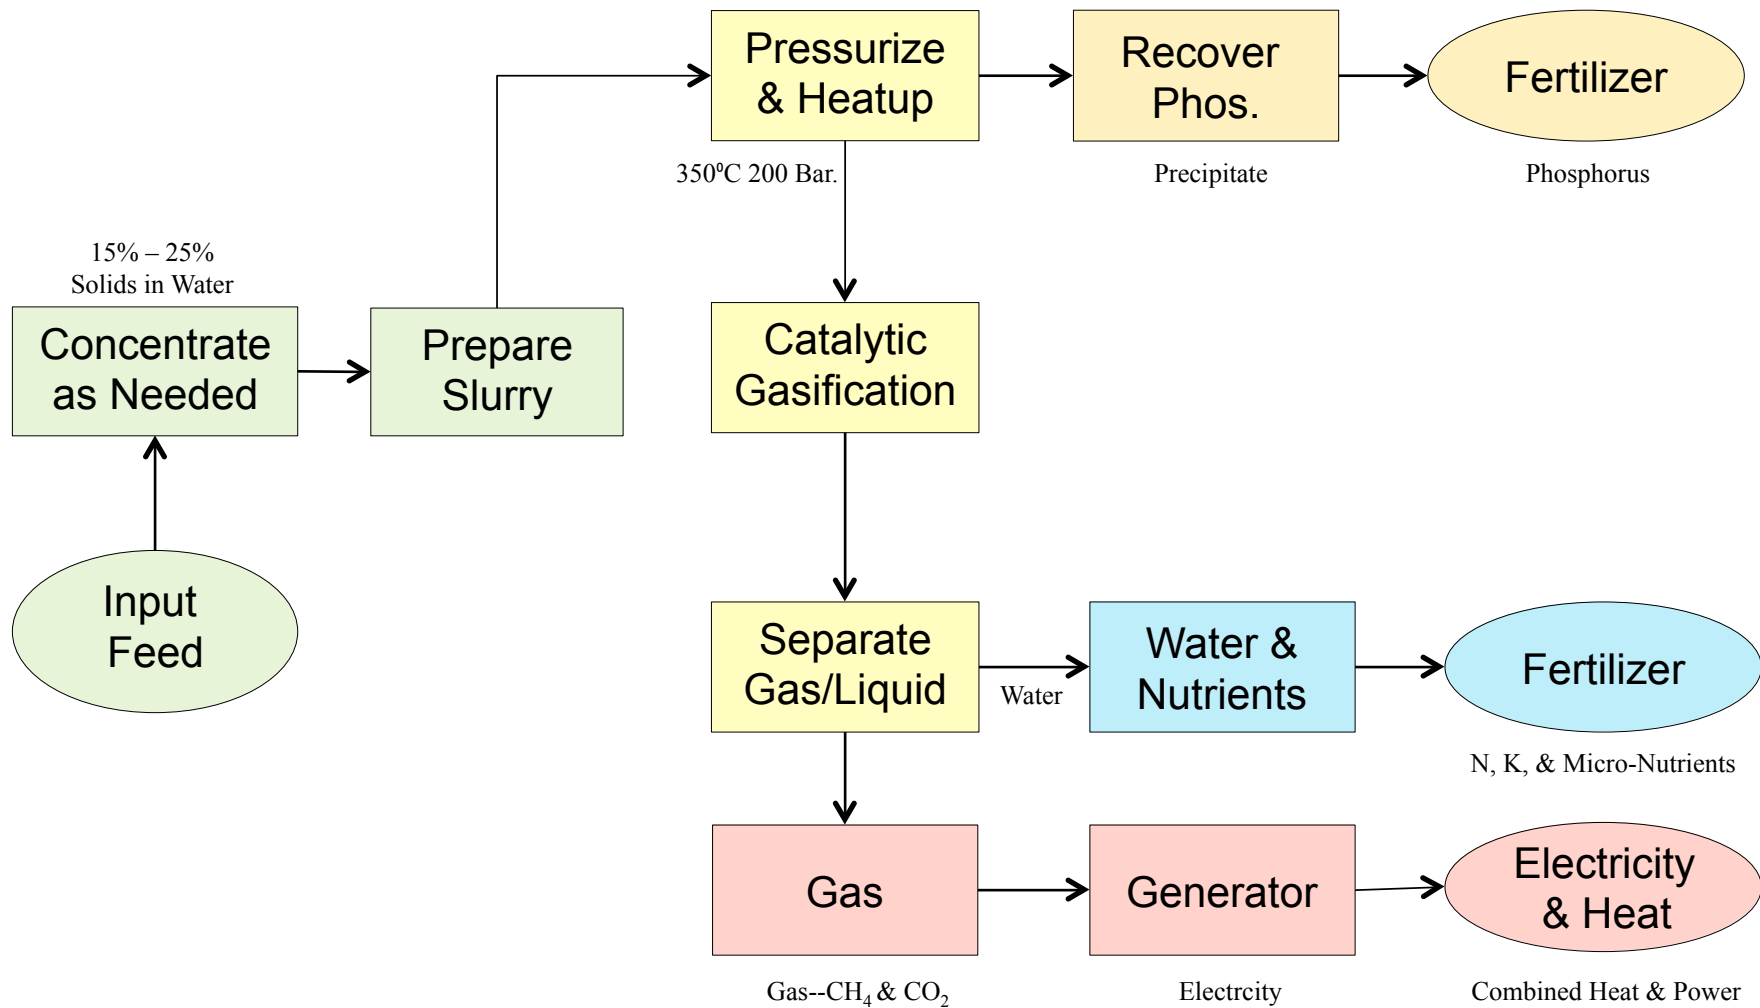 Pressurize
& Heatup
Recover
Phos.
Fertilizer
350⁰C 200 Bar.
Precipitate
Phosphorus
15% – 25%
Solids in Water
Concentrate
as Needed
Prepare
Slurry
Catalytic
Gasification
Input
Feed
Separate
Gas/Liquid
Water
Water &
Nutrients
Fertilizer
N, K, & Micro-Nutrients
Gas
Generator
Electricity
& Heat
Gas--CH₄ & CO₂
Electrcity
Combined Heat & Power